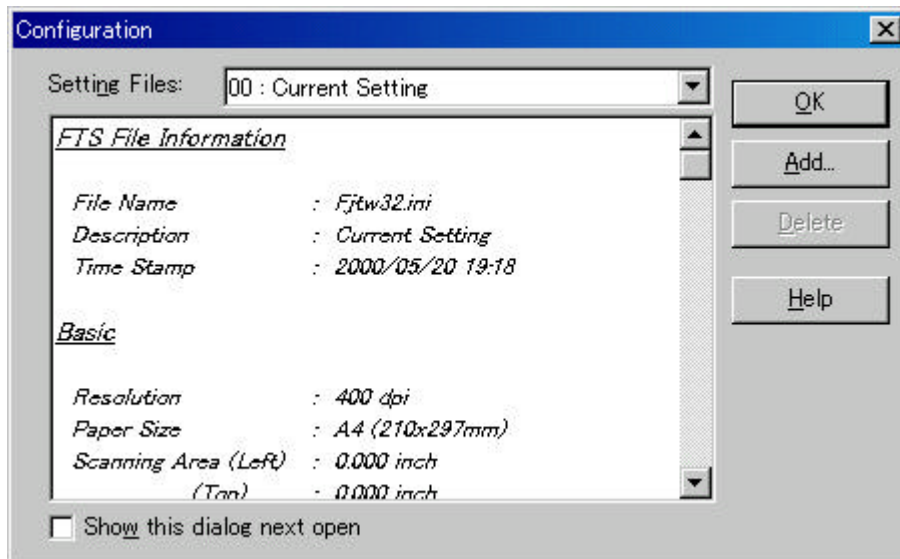 Configuration
Setting Files: 00 : Current Setting
OK
FTS File Information
Add...
File Name : Fjtw32.ini
Delete
Description : Current Setting
Time Stamp : 2000/05/20 19:18
Help
Basic
Resolution : 400 dpi
Paper Size : A4 (210x297mm)
Scanning Area (Left) : 0.000 inch
(Top) : 0.000 inch
Show this dialog next open